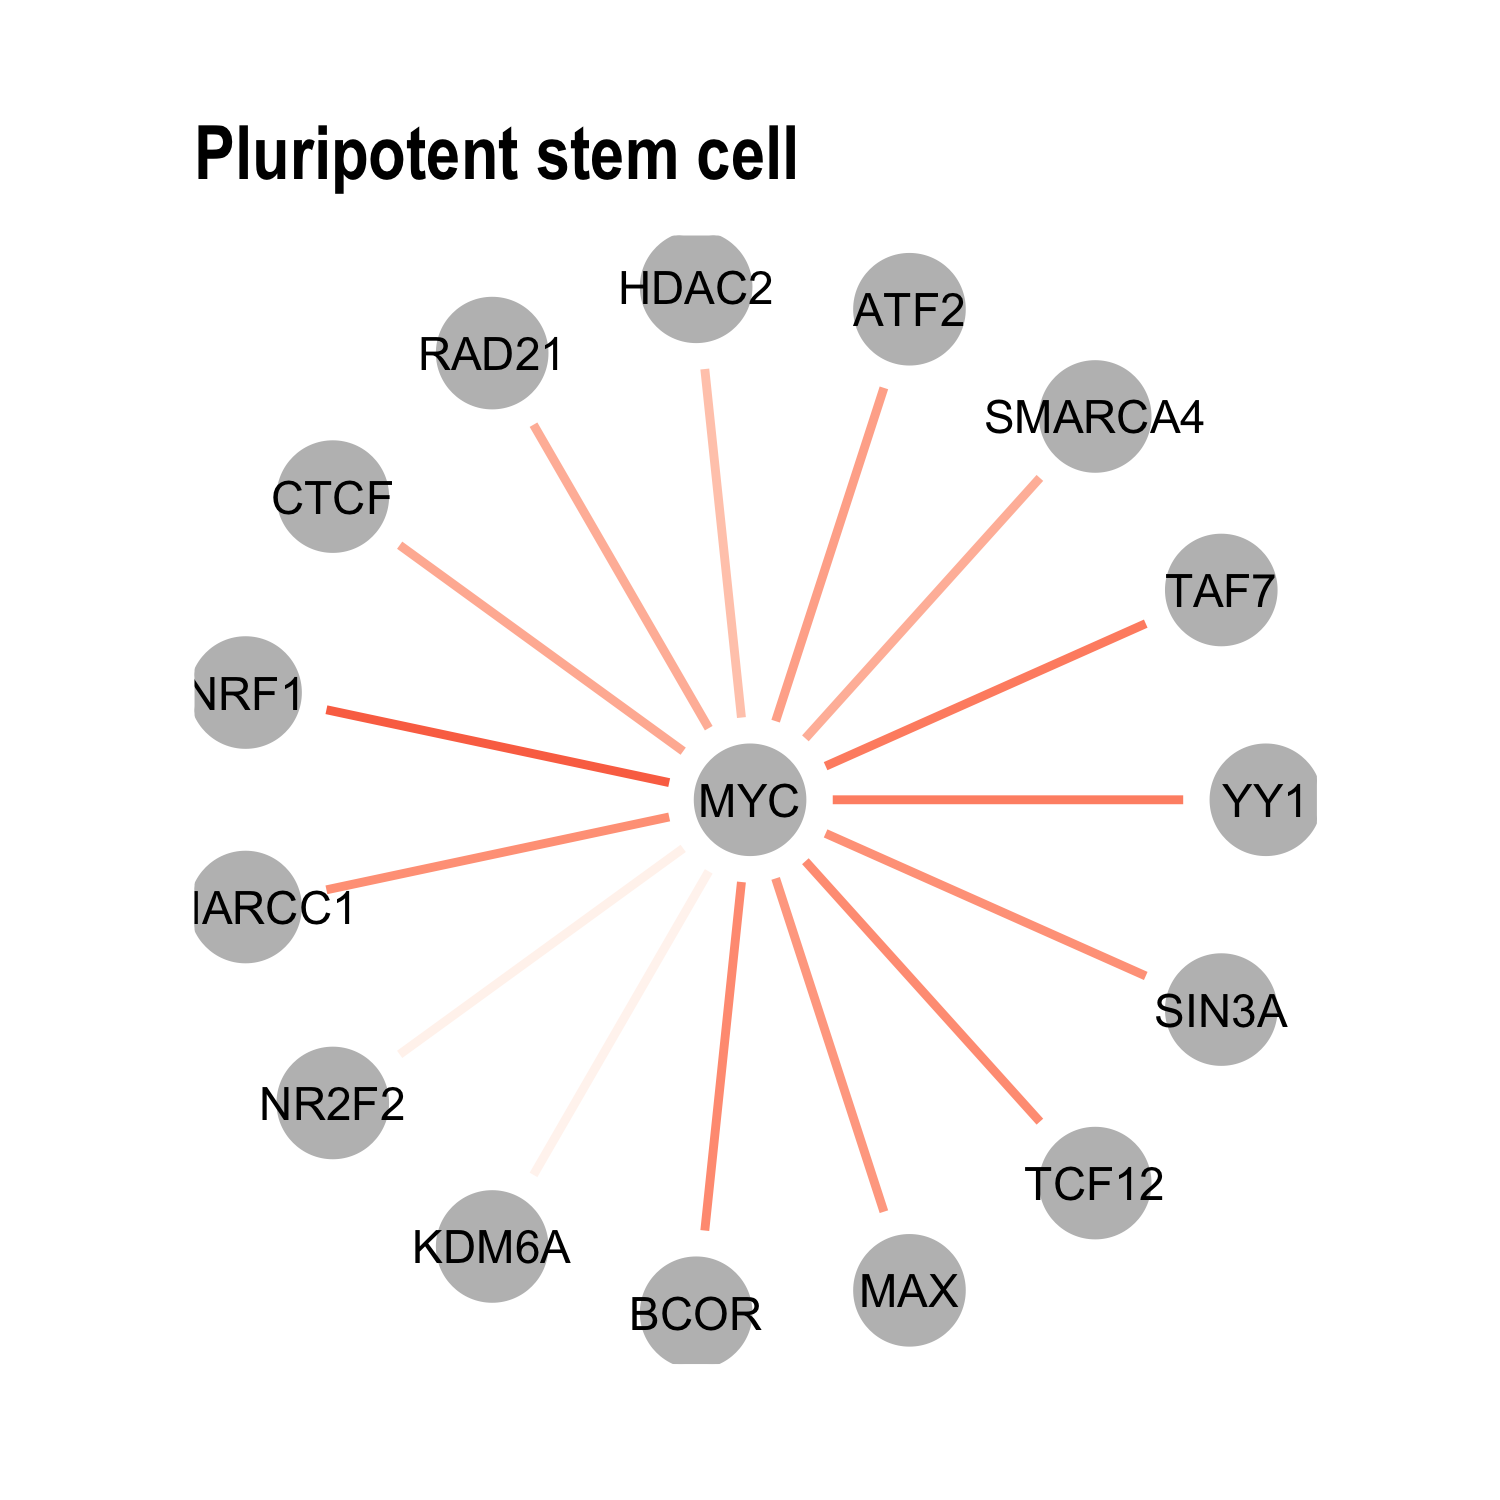 Pluripotent stem cell
HDAC2
ATF2
RAD21
SMARCA4
CTCF
TAF7
NRF1
MYC
YY1
IARCC1
SIN3A
NR2F2
TCF12
KDM6A
MAX
BCOR